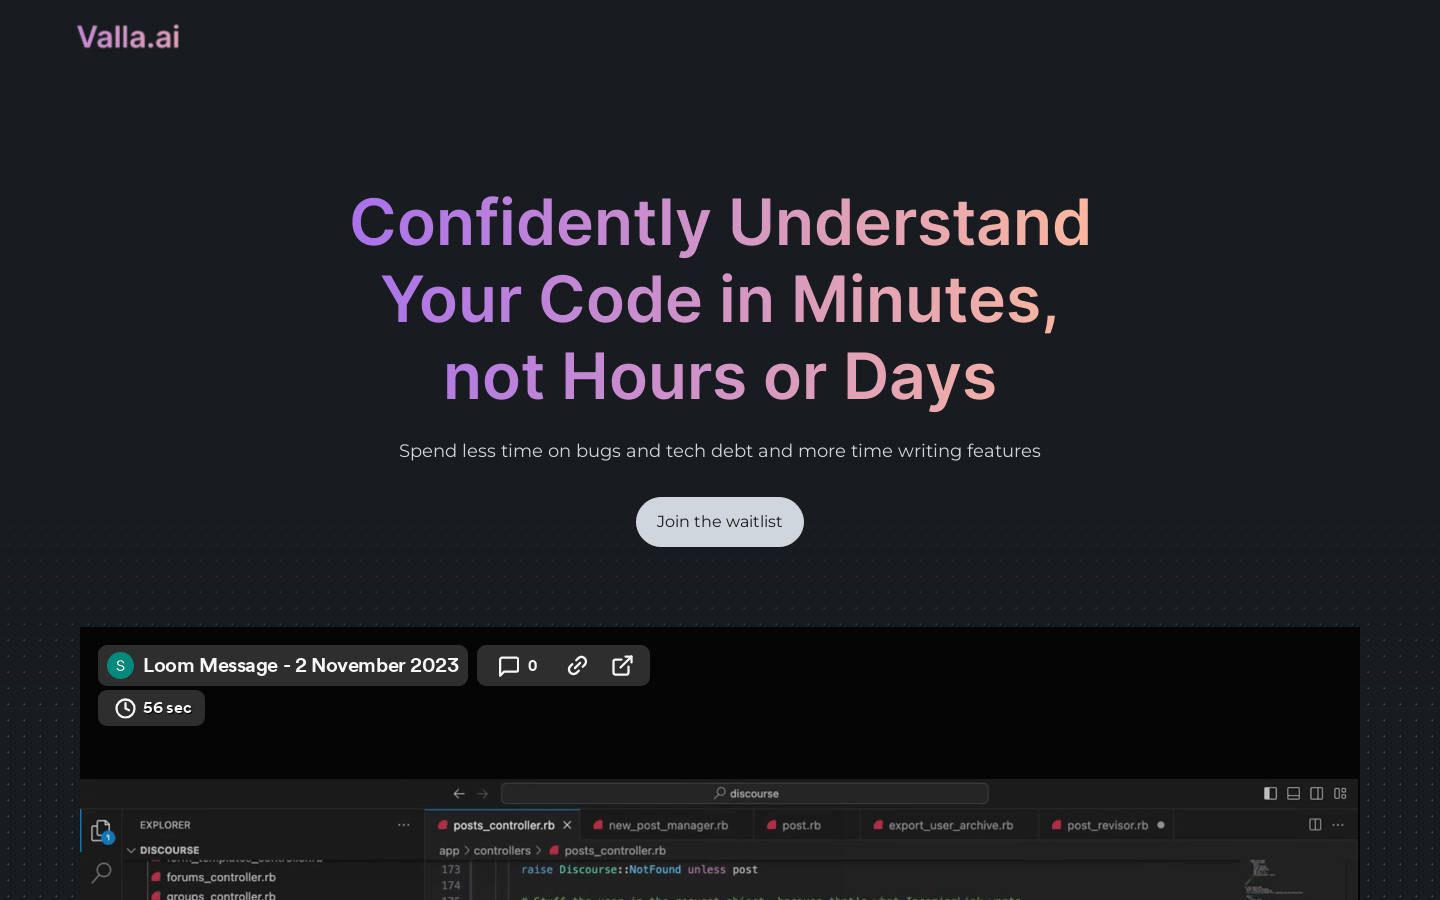 Valla.ai
Confidently Understand
Your Code in Minutes,
not Hours or Days
Spend less time on bugs and tech debt and more time writing features
Join the waitlist
S Loom Message - 2 November 2023
0
56 sec
discourse
1
EXPLORER
posts_controller.rb
new_post_manager.rb
post.rb
export_user_archive.rb
post_revisor.rb
DISCOURSE
app > controllers > posts_controller.rb
form_templates_controller.rb
forums_controller.rb
groups_controller.rb
173 raise Discourse::NotFound unless post
174